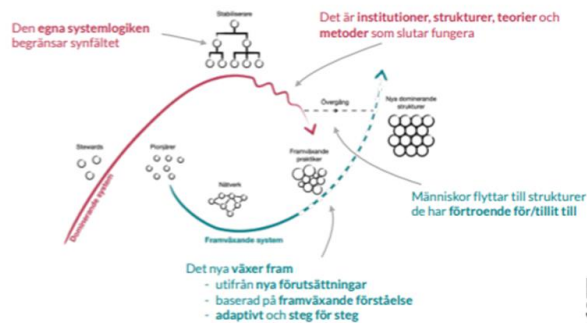 Stabiliserare
Den egna systemlogiken
begränsar synfältet
Det är institutioner, strukturer, teorier och
metoder som slutar fungera
Övergång
Nya dominerande
strukturer
Stewards
Pionjärer
Framväxande
praktiker
Nätverk
Dominerande system
Framväxande system
Människor flyttar till strukturer
de har förtroende för/tillit till
Det nya växer fram
- utifrån nya förutsättningar
- baserad på framväxande förståelse
- adaptivt och steg för steg